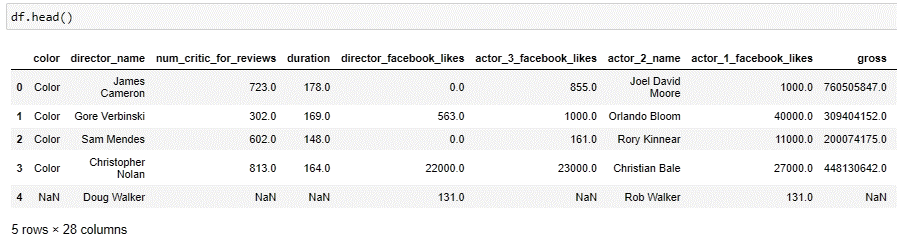 df.head()
color director_name num_critic_for_reviews duration director_facebook_likes actor_3_facebook_likes actor_2_name actor_1_facebook_likes gross
0 Color James Cameron 723.0 178.0 0.0 855.0 Joel David Moore 1000.0 760505847.0
1 Color Gore Verbinski 302.0 169.0 563.0 1000.0 Orlando Bloom 40000.0 309404152.0
2 Color Sam Mendes 602.0 148.0 0.0 161.0 Rory Kinnear 11000.0 200074175.0
3 Color Christopher Nolan 813.0 164.0 22000.0 23000.0 Christian Bale 27000.0 448130642.0
4 NaN Doug Walker NaN NaN 131.0 NaN Rob Walker 131.0 NaN
5 rows × 28 columns